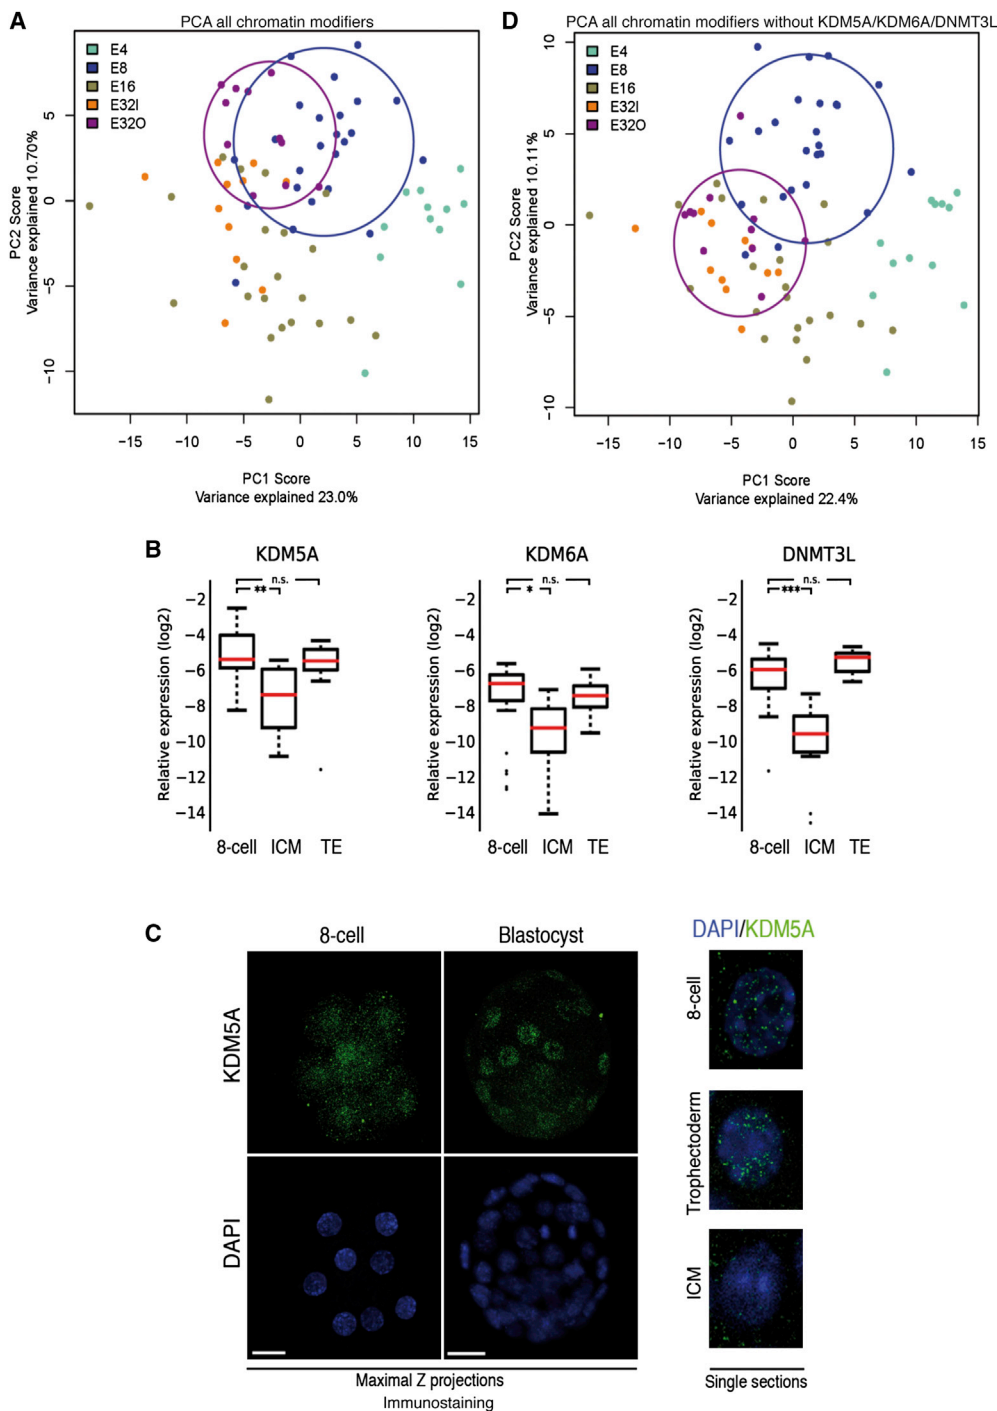 A
PCA all chromatin modifiers
E4
E8
E16
E32I
E32O
PC2 Score
Variance explained 10.70%
5
0
−5
−10
−15
−10
−5
0
5
10
15
PC1 Score
Variance explained 23.0%
D
PCA all chromatin modifiers without KDM5A/KDM6A/DNMT3L
E4
E8
E16
E32I
E32O
PC2 Score
Variance explained 10.11%
10
5
0
−5
−10
−15
−10
−5
0
5
10
15
PC1 Score
Variance explained 22.4%
B
KDM5A
n.s.
**
Relative expression (log2)
−2
−4
−6
−8
−10
−12
−14
8-cell ICM TE
KDM6A
n.s.
*
Relative expression (log2)
−2
−4
−6
−8
−10
−12
−14
8-cell ICM TE
DNMT3L
n.s.
***
Relative expression (log2)
−2
−4
−6
−8
−10
−12
−14
8-cell ICM TE
C
8-cell
Blastocyst
KDM5A
DAPI
Maximal Z projections
Immunostaining
DAPI/KDM5A
8-cell
Trophectoderm
ICM
Single sections